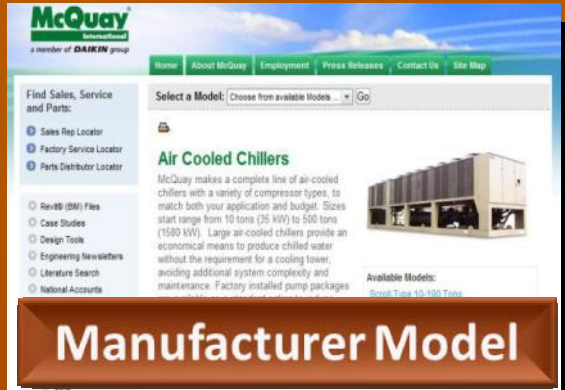 McQuay
International
a member of DAIKIN group
Home About McQuay Employment Press Releases Contact Us Site Map
Find Sales, Service
and Parts:
Sales Rep Locator
Factory Service Locator
Parts Distributor Locator
Revit® (BIM) Files
Case Studies
Design Tools
Engineering Newsletters
Literature Search
National Accounts
Select a Model: Choose from available Models ... Go
Air Cooled Chillers
McQuay makes a complete line of air-cooled
chillers with a variety of compressor types, to
match both your application and budget. Sizes
start range from 10 tons (35 kW) to 500 tons
(1580 kW). Large air-cooled chillers provide an
economical means to produce chilled water
without the requirement for a cooling tower,
avoiding additional system complexity and
maintenance. Factory installed pump packages
Available Models:
Scroll Type 10-190 Tons
Manufacturer Model